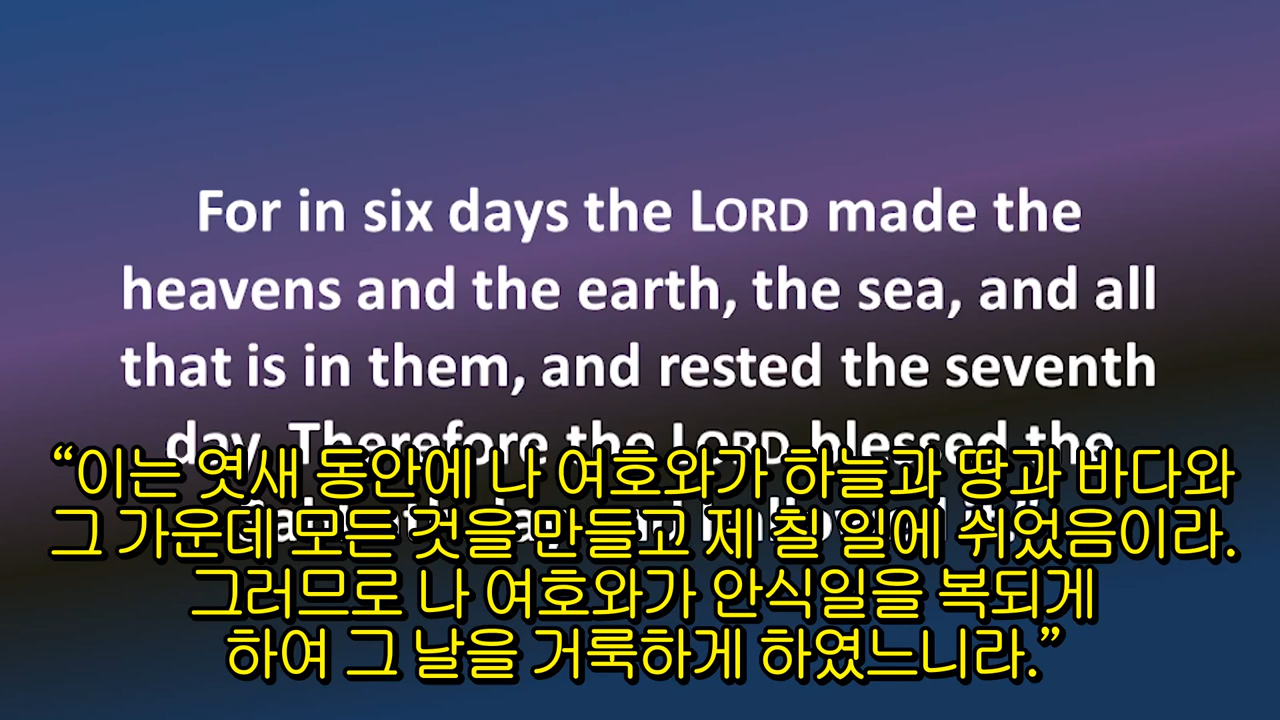 For in six days the LORD made the
heavens and the earth, the sea, and all
that is in them, and rested the seventh
day. Therefore the LORD blessed the
“이는 엿새 동안에 나 여호와가 하늘과 땅과 바다와
그 가운데 모든 것을 만들고 제 칠 일에 쉬었음이라.
그러므로 나 여호와가 안식일을 복되게
하여 그 날을 거룩하게 하였느니라.”